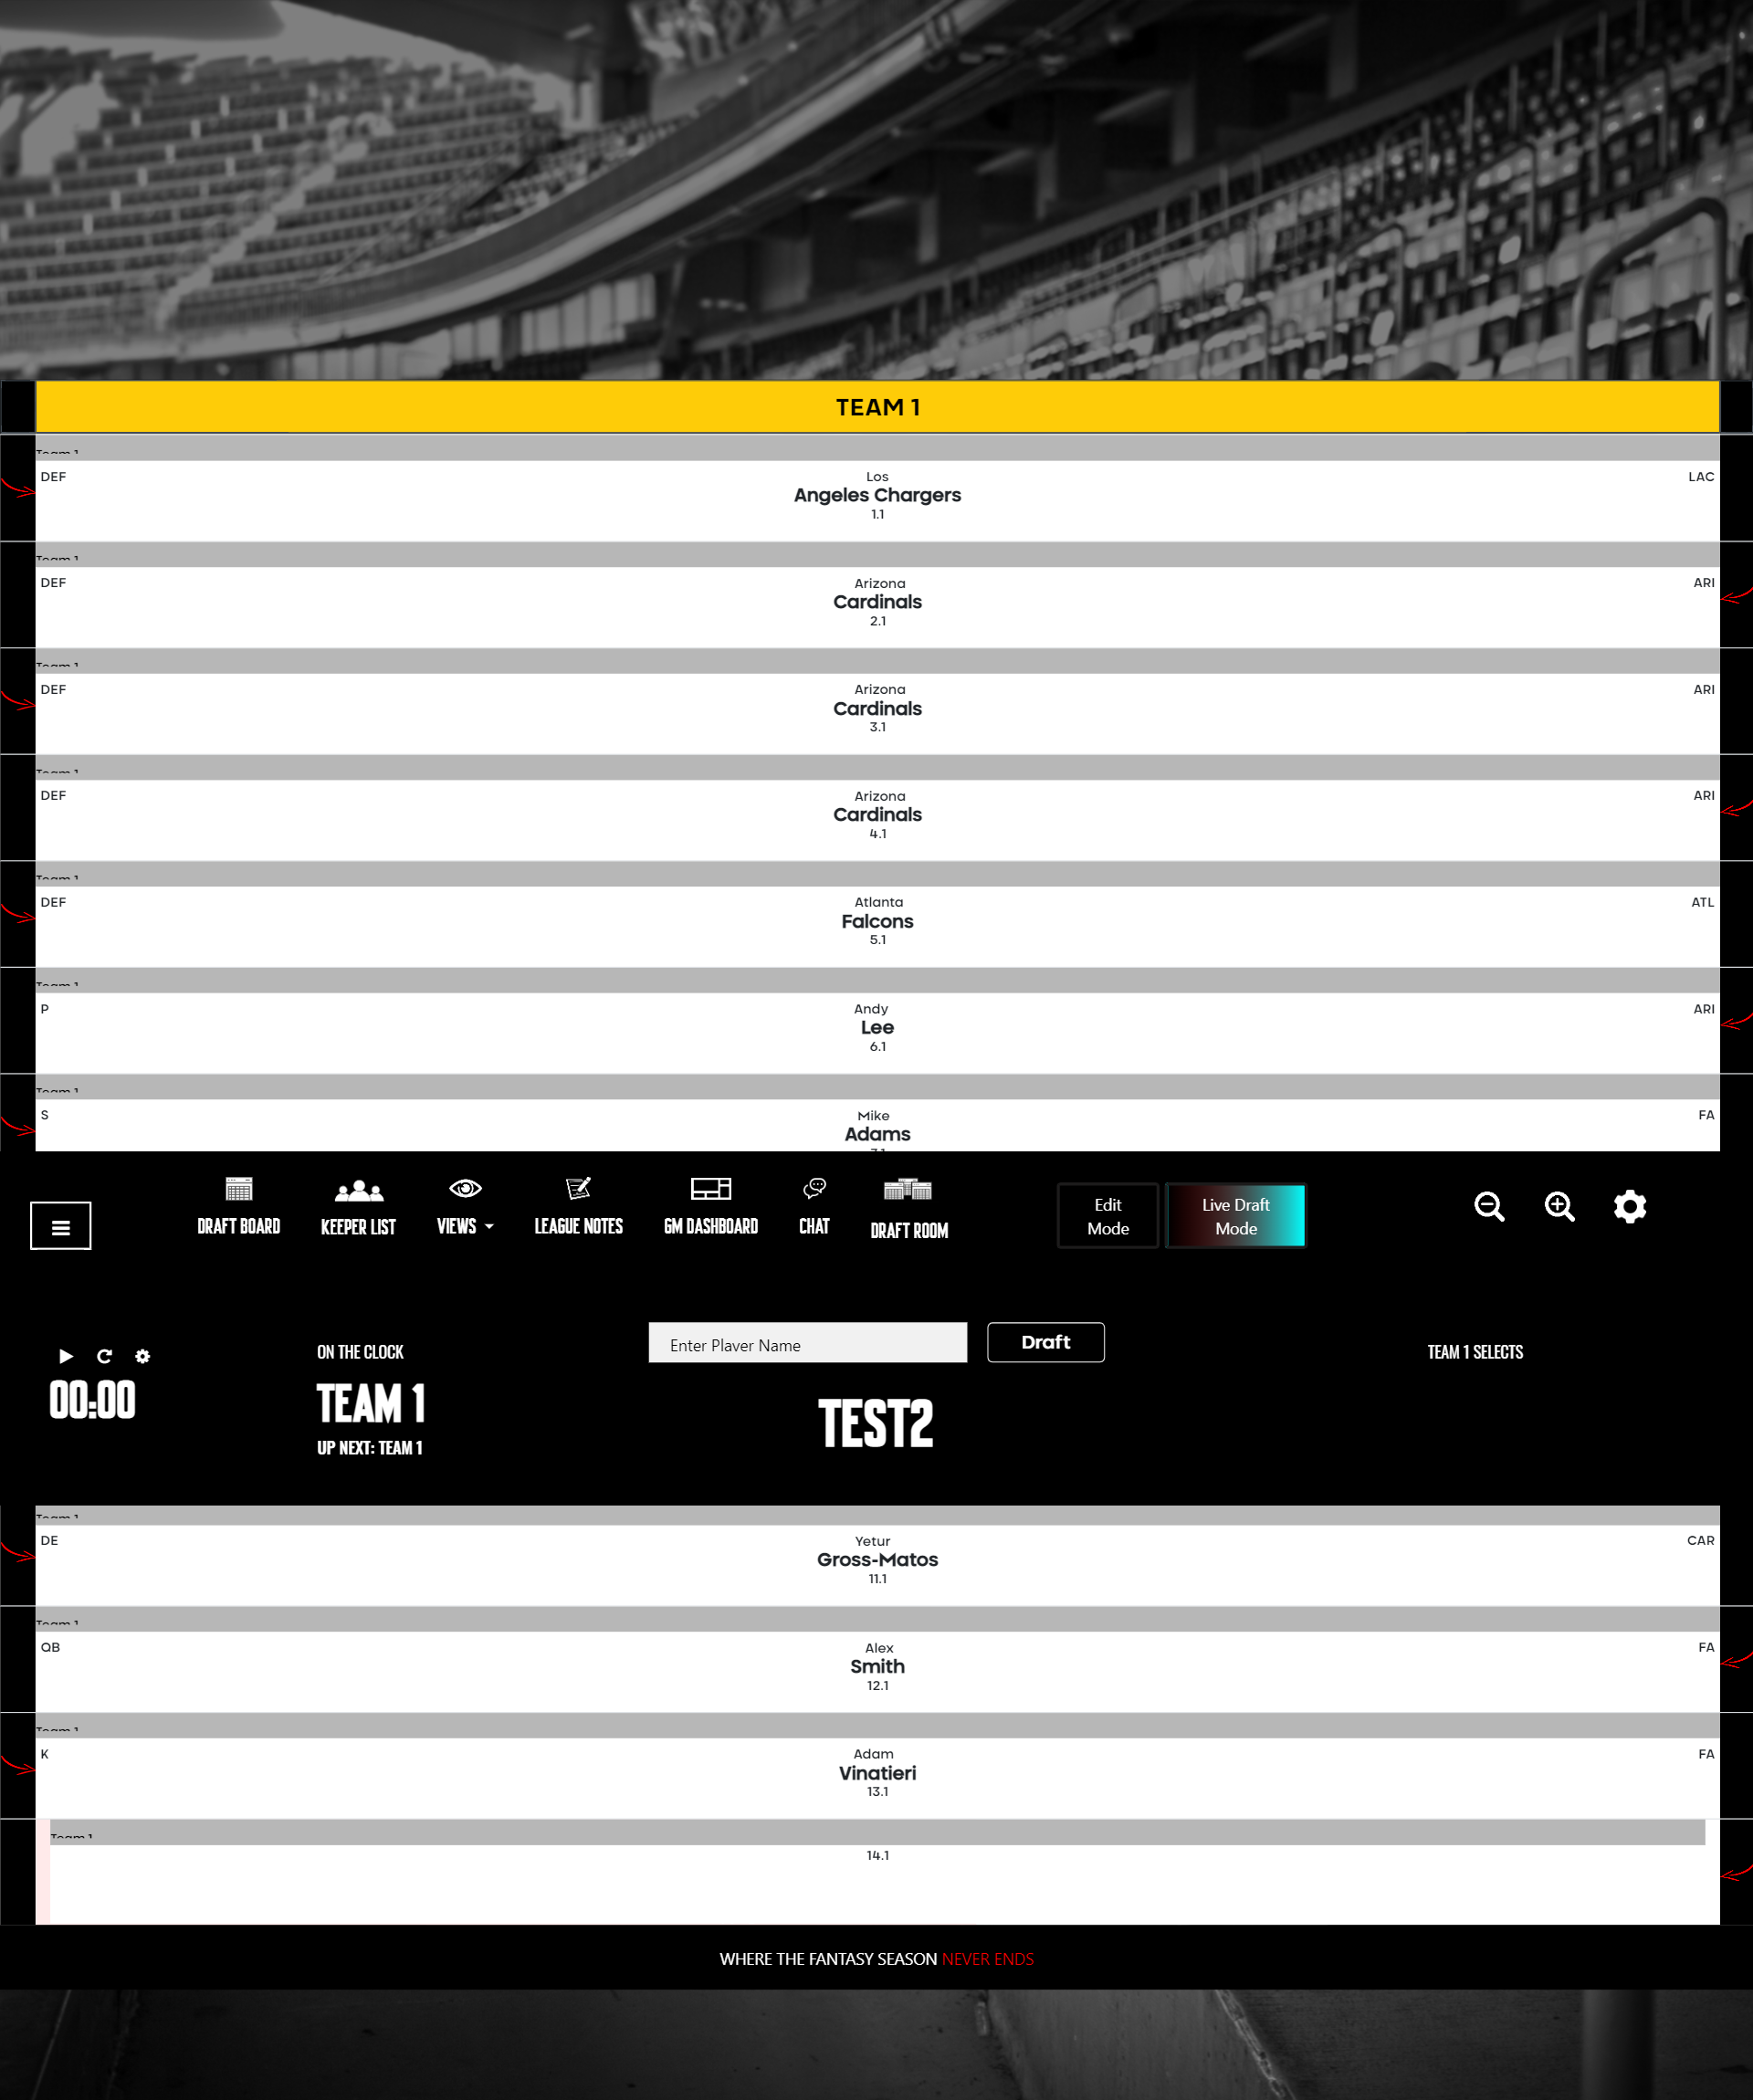 TEAM 1
Team 1
DEF
Los
LAC
Angeles Chargers
1.1
Team 1
DEF
Arizona
ARI
Cardinals
2.1
Team 1
DEF
Arizona
ARI
Cardinals
3.1
Team 1
DEF
Arizona
ARI
Cardinals
4.1
Team 1
DEF
Atlanta
ATL
Falcons
5.1
Team 1
P
Andy
ARI
Lee
6.1
Team 1
S
Mike
FA
Adams
DRAFT BOARD
KEEPER LIST
VIEWS
LEAGUE NOTES
GM DASHBOARD
CHAT
DRAFT ROOM
Edit
Mode
Live Draft
Mode
00:00
ON THE CLOCK
TEAM 1
UP NEXT: TEAM 1
Enter Player Name
Draft
TEST2
TEAM 1 SELECTS
Team 1
DE
Yetur
CAR
Gross-Matos
11.1
Team 1
QB
Alex
FA
Smith
12.1
Team 1
K
Adam
FA
Vinatieri
13.1
Team 1
14.1
WHERE THE FANTASY SEASON NEVER ENDS